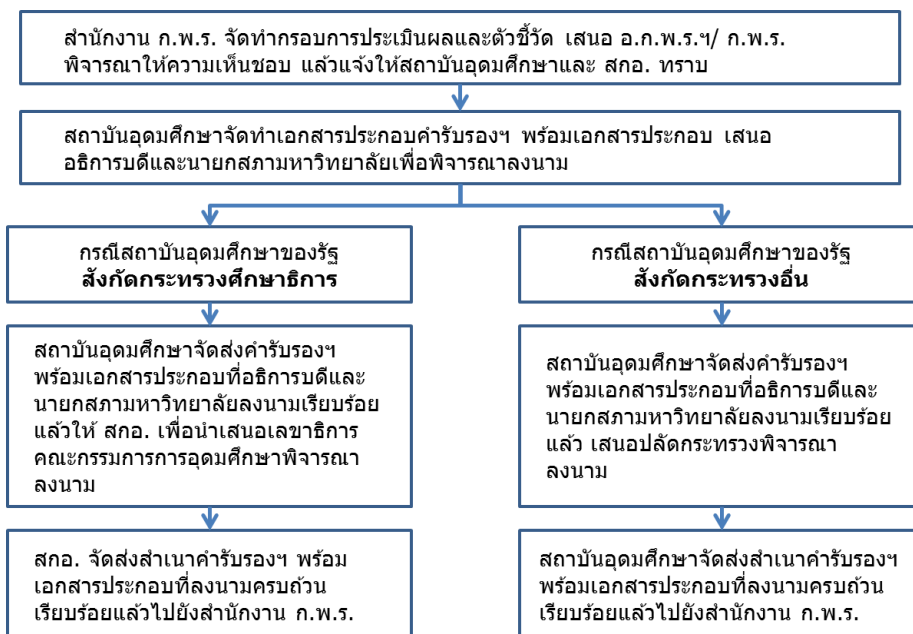 สำนักงาน ก.พ.ร. จัดทำกรอบการประเมินผลและตัวชี้วัด เสนอ อ.ก.พ.ร.ฯ/ ก.พ.ร.
พิจารณาให้ความเห็นชอบ แล้วแจ้งให้สถาบันอุดมศึกษาและ สกอ. ทราบ
สถาบันอุดมศึกษาจัดทำเอกสารประกอบคำรับรองฯ พร้อมเอกสารประกอบ เสนอ
อธิการบดีและนายกสภามหาวิทยาลัยเพื่อพิจารณาลงนาม
กรณีสถาบันอุดมศึกษาของรัฐ
สังกัดกระทรวงศึกษาธิการ
สถาบันอุดมศึกษาจัดส่งคำรับรองฯ
พร้อมเอกสารประกอบที่อธิการบดีและ
นายกสภามหาวิทยาลัยลงนามเรียบร้อย
แล้วให้ สกอ. เพื่อนำเสนอเลขาธิการ
คณะกรรมการการอุดมศึกษาพิจารณา
ลงนาม
สกอ. จัดส่งสำเนาคำรับรองฯ พร้อม
เอกสารประกอบที่ลงนามครบถ้วน
เรียบร้อยแล้วไปยังสำนักงาน ก.พ.ร.
กรณีสถาบันอุดมศึกษาของรัฐ
สังกัดกระทรวงอื่น
สถาบันอุดมศึกษาจัดส่งคำรับรองฯ
พร้อมเอกสารประกอบที่อธิการบดีและ
นายกสภามหาวิทยาลัยลงนามเรียบร้อย
แล้ว เสนอปลัดกระทรวงพิจารณา
ลงนาม
สถาบันอุดมศึกษาจัดส่งสำเนาคำรับรองฯ
พร้อมเอกสารประกอบที่ลงนามครบถ้วน
เรียบร้อยแล้วไปยังสำนักงาน ก.พ.ร.